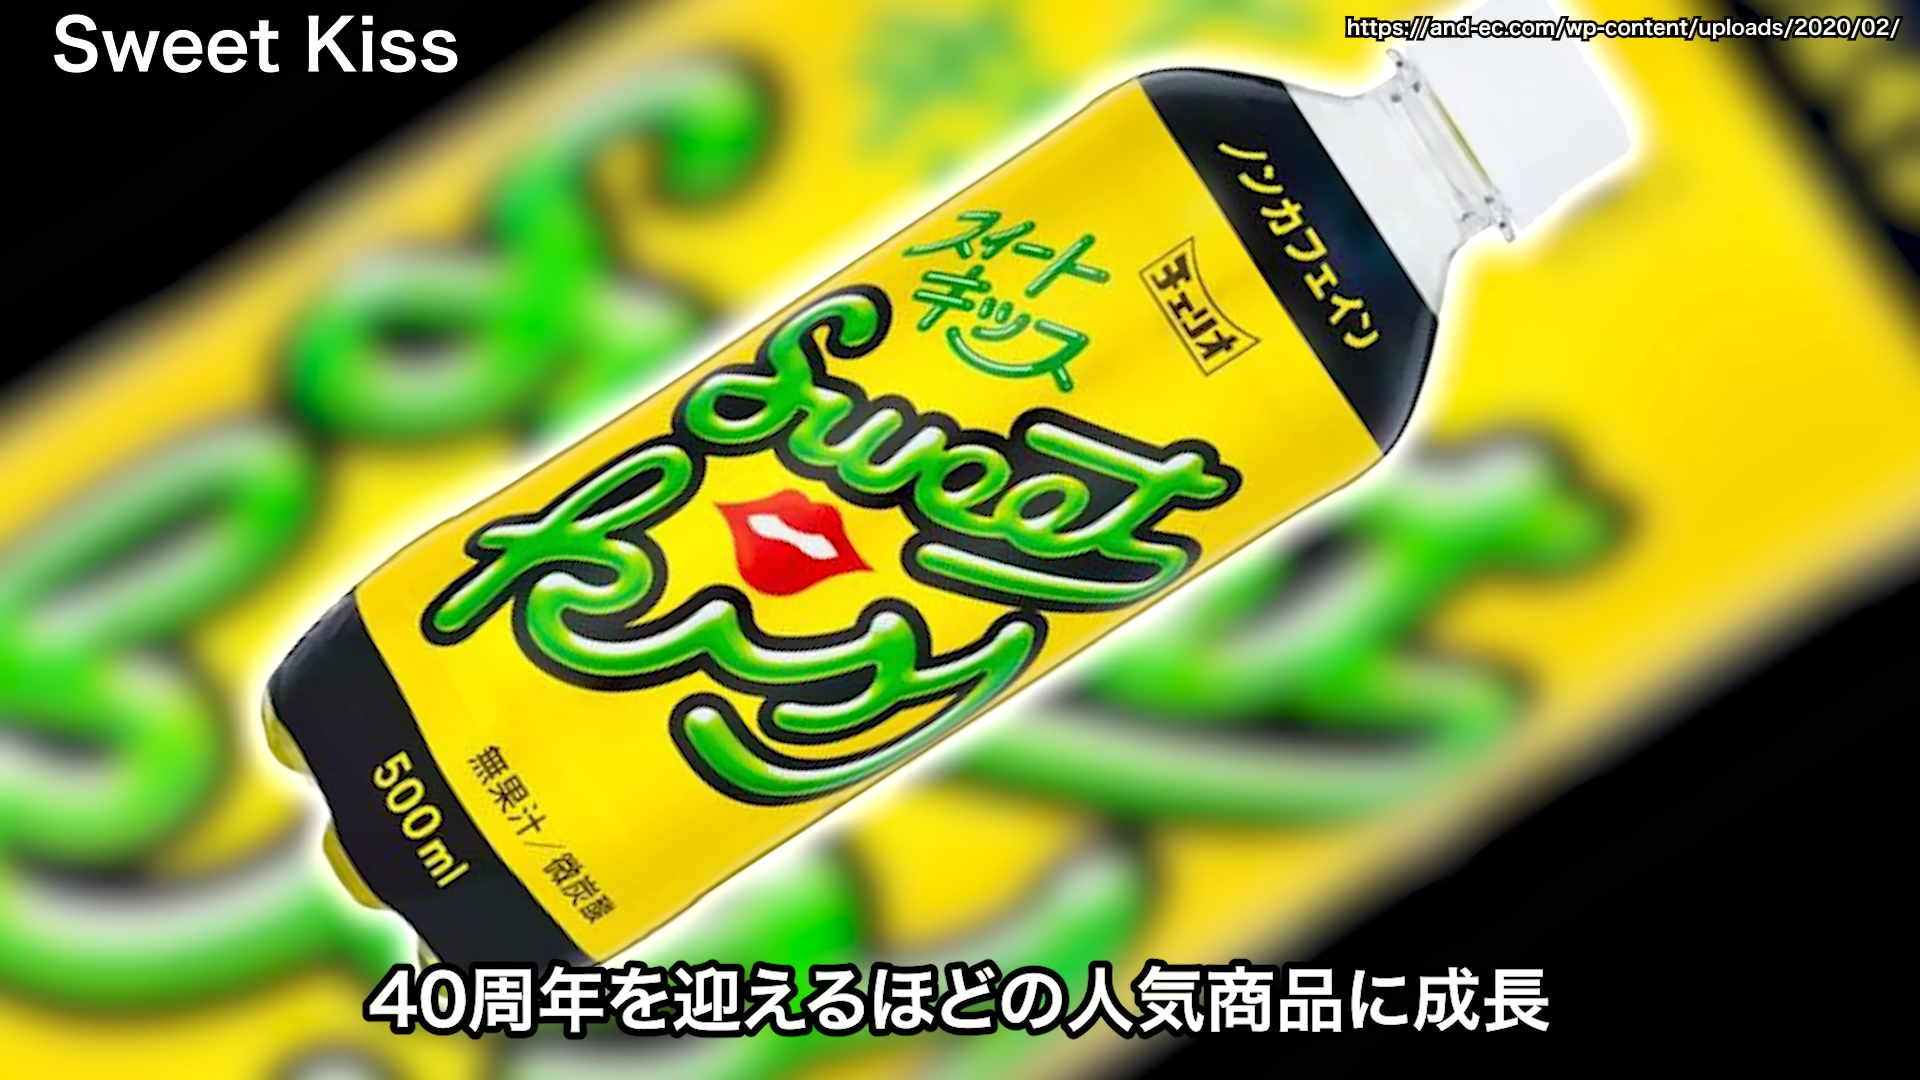 Sweet Kiss
https://and-ec.com/wp-content/uploads/2020/02/
ノンカフェイン
チェリオ
スイート
キッス
Sweet
Kiss
無果汁/微炭酸
500ml
40周年を迎えるほどの人気商品に成長